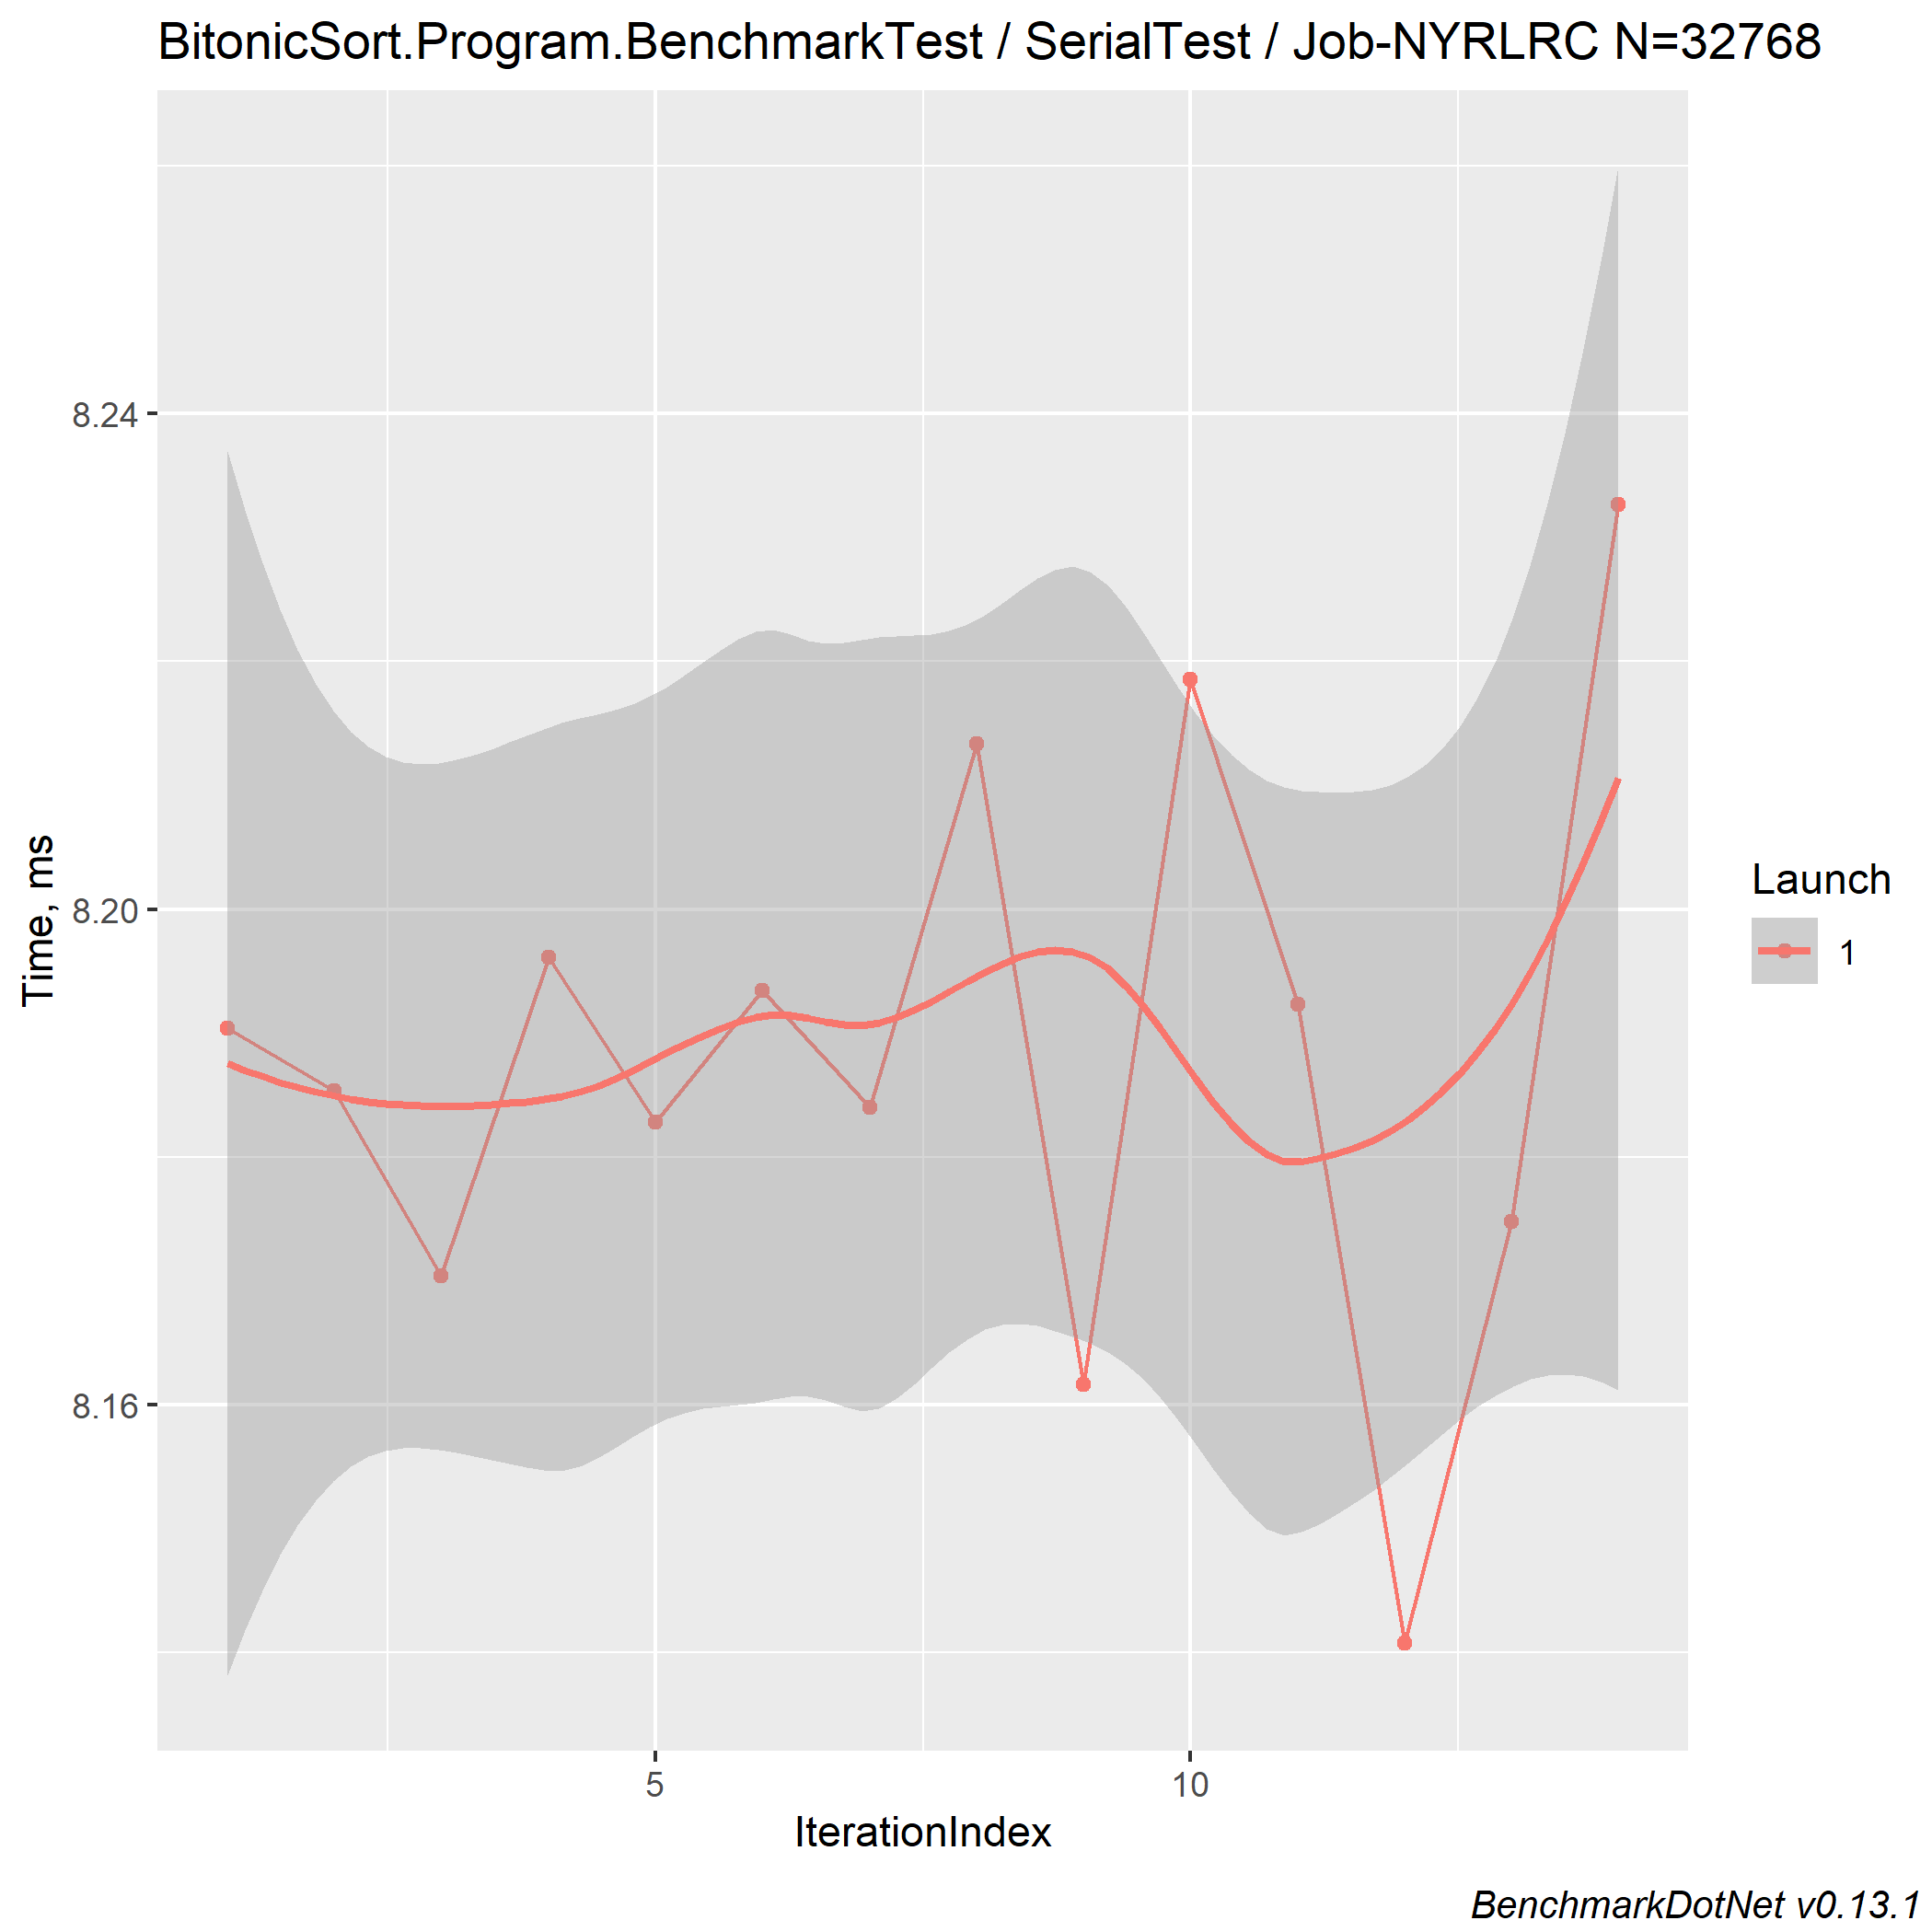 BitonicSort.Program.BenchmarkTest / SerialTest / Job-NYRLRC N=32768
8.24
8.20
8.16
Time, ms
5
10
IterationIndex
Launch
1
BenchmarkDotNet v0.13.1